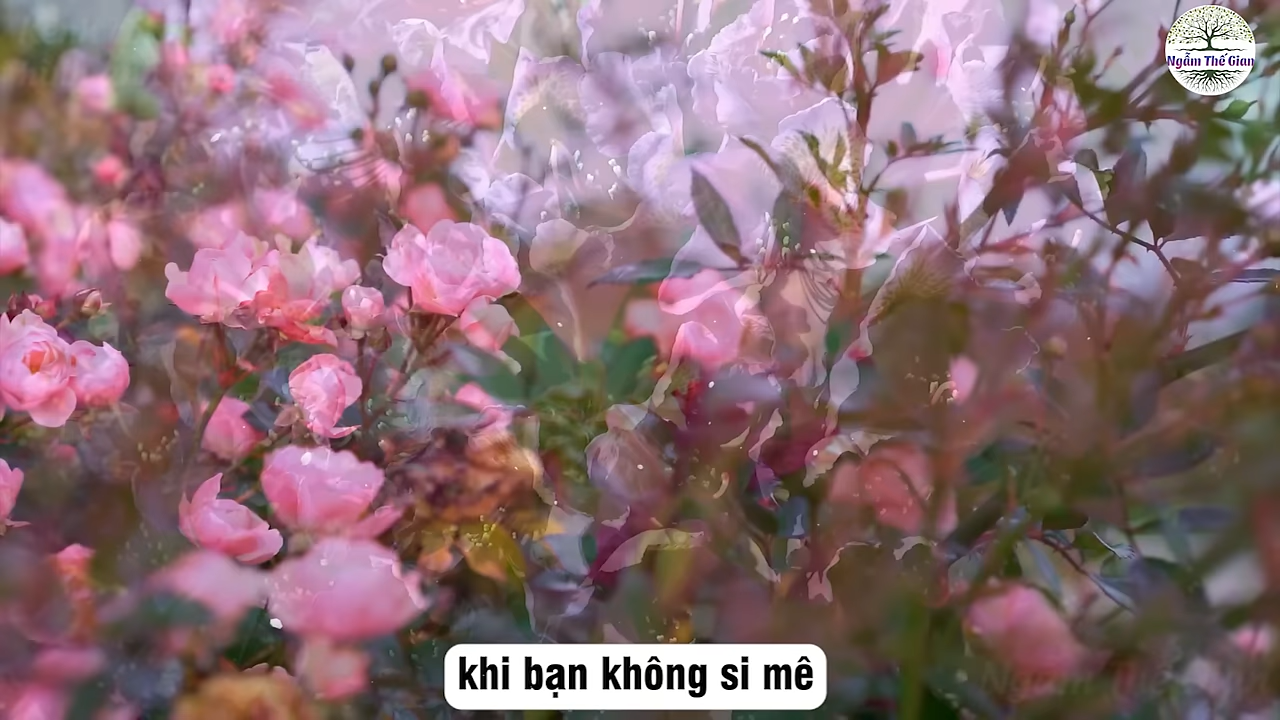 Ngẫm Thế Gian
khi bạn không si mê